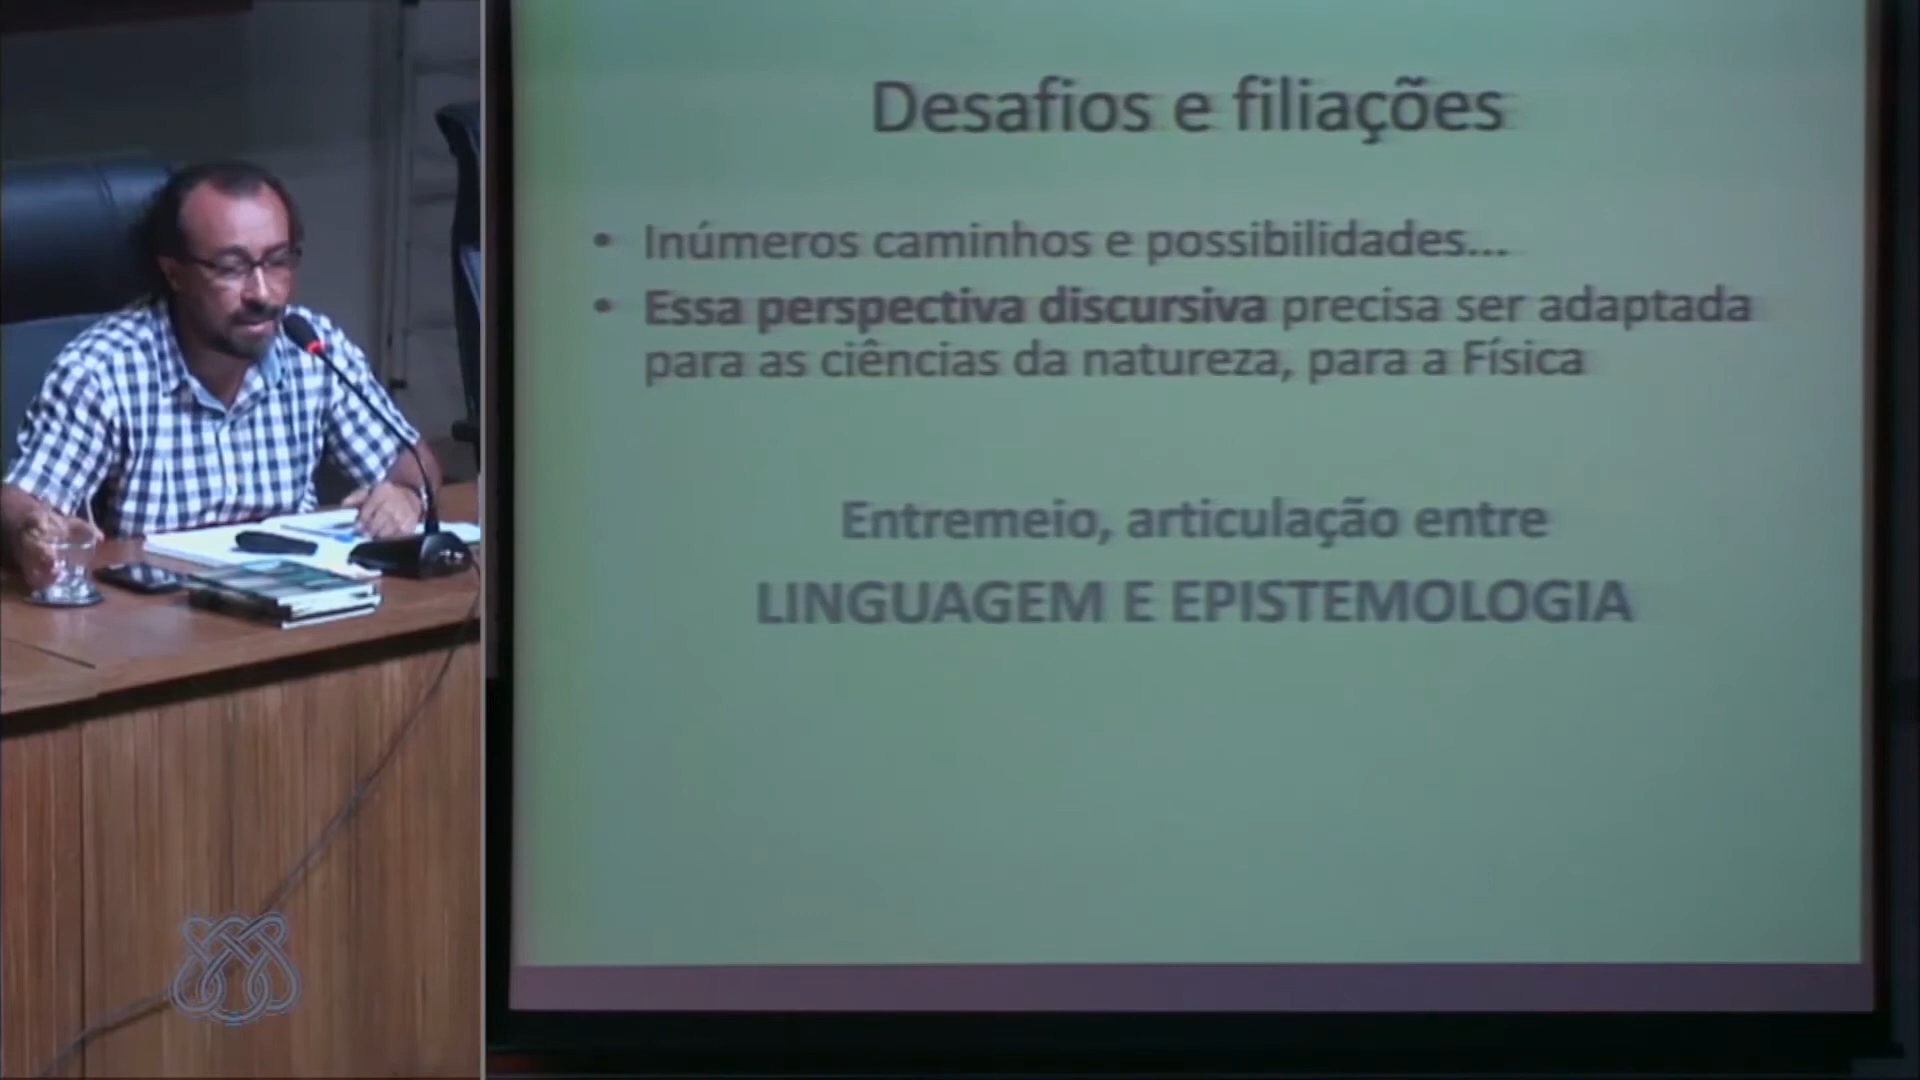 Desafios e filiações
• Inúmeros caminhos e possibilidades...
• Essa perspectiva discursiva precisa ser adaptada
para as ciências da natureza, para a Física
Entremeio, articulação entre
LINGUAGEM E EPISTEMOLOGIA